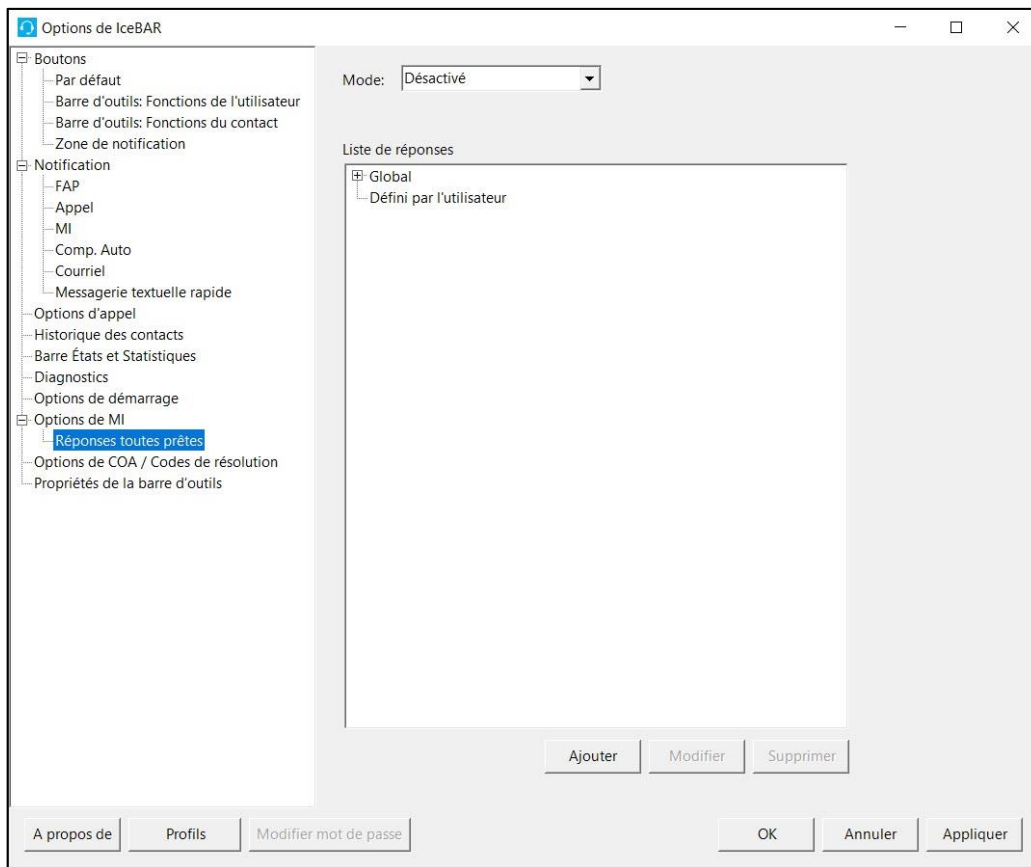 Options de IceBAR
Boutons
Par défaut
Barre d'outils: Fonctions de l'utilisateur
Barre d'outils: Fonctions du contact
Zone de notification
Notification
FAP
Appel
MI
Comp. Auto
Courriel
Messagerie textuelle rapide
Options d'appel
Historique des contacts
Barre États et Statistiques
Diagnostics
Options de démarrage
Options de MI
Réponses toutes prêtes
Options de COA / Codes de résolution
Propriétés de la barre d'outils
Mode: Désactivé
Liste de réponses
Global
Défini par l'utilisateur
Ajouter Modifier Supprimer
A propos de Profils Modifier mot de passe OK Annuler Appliquer